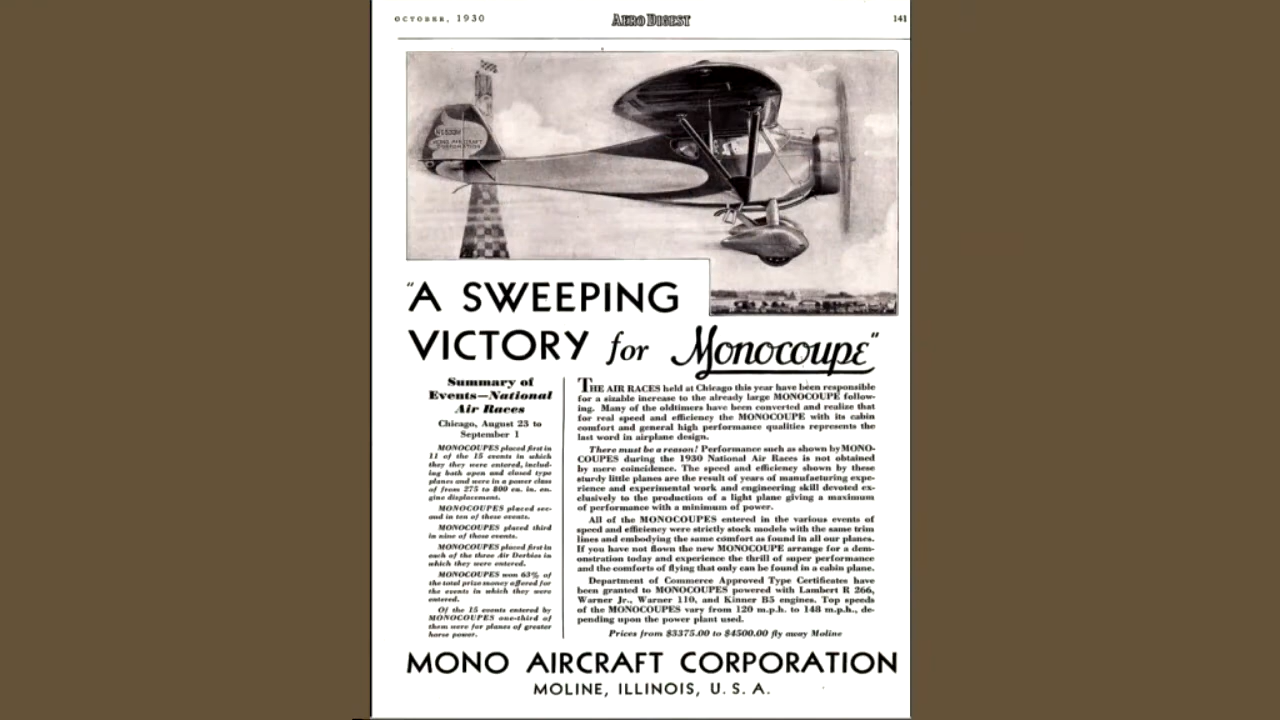 OCTOBER, 1930
AERO DIGEST
141
MONO AIRCRAFT
CORPORATION
"A SWEEPING
VICTORY for Monocoupe"
Summary of
Events—National
Air Races
Chicago, August 23 to
September 1
MONOCOUPES placed first in
11 of the 15 events in which
they they were entered, includ-
ing both open and closed type
planes and were in a power class
of from 275 to 800 cu. in. en-
gine displacement.
MONOCOUPES placed sec-
ond in ten of these events.
MONOCOUPES placed third
in nine of these events.
MONOCOUPES placed first in
each of the three Air Derbies in
which they were entered.
MONOCOUPES won 63% of
the total prize money offered for
the events in which they were
entered.
Of the 15 events entered by
MONOCOUPES one-third of
them were for planes of greater
horse power.
THE AIR RACES held at Chicago this year have been responsible
for a sizable increase to the already large MONOCOUPE follow-
ing. Many of the oldtimers have been converted and realize that
for real speed and efficiency the MONOCOUPE with its cabin
comfort and general high performance qualities represents the
last word in airplane design.
There must be a reason! Performance such as shown by MONO-
COUPES during the 1930 National Air Races is not obtained
by mere coincidence. The speed and efficiency shown by these
sturdy little planes are the result of years of manufacturing expe-
rience and experimental work and engineering skill devoted ex-
clusively to the production of a light plane giving a maximum
of performance with a minimum of power.
All of the MONOCOUPES entered in the various events of
speed and efficiency were strictly stock models with the same trim
lines and embodying the same comfort as found in all our planes.
If you have not flown the new MONOCOUPE arrange for a dem-
onstration today and experience the thrill of super performance
and the comforts of flying that only can be found in a cabin plane.
Department of Commerce Approved Type Certificates have
been granted to MONOCOUPES powered with Lambert R 266,
Warner Jr., Warner 110, and Kinner B5 engines. Top speeds
of the MONOCOUPES vary from 120 m.p.h. to 148 m.p.h., de-
pending upon the power plant used.
Prices from $3375.00 to $4500.00 fly away Moline
MONO AIRCRAFT CORPORATION
MOLINE, ILLINOIS, U. S. A.